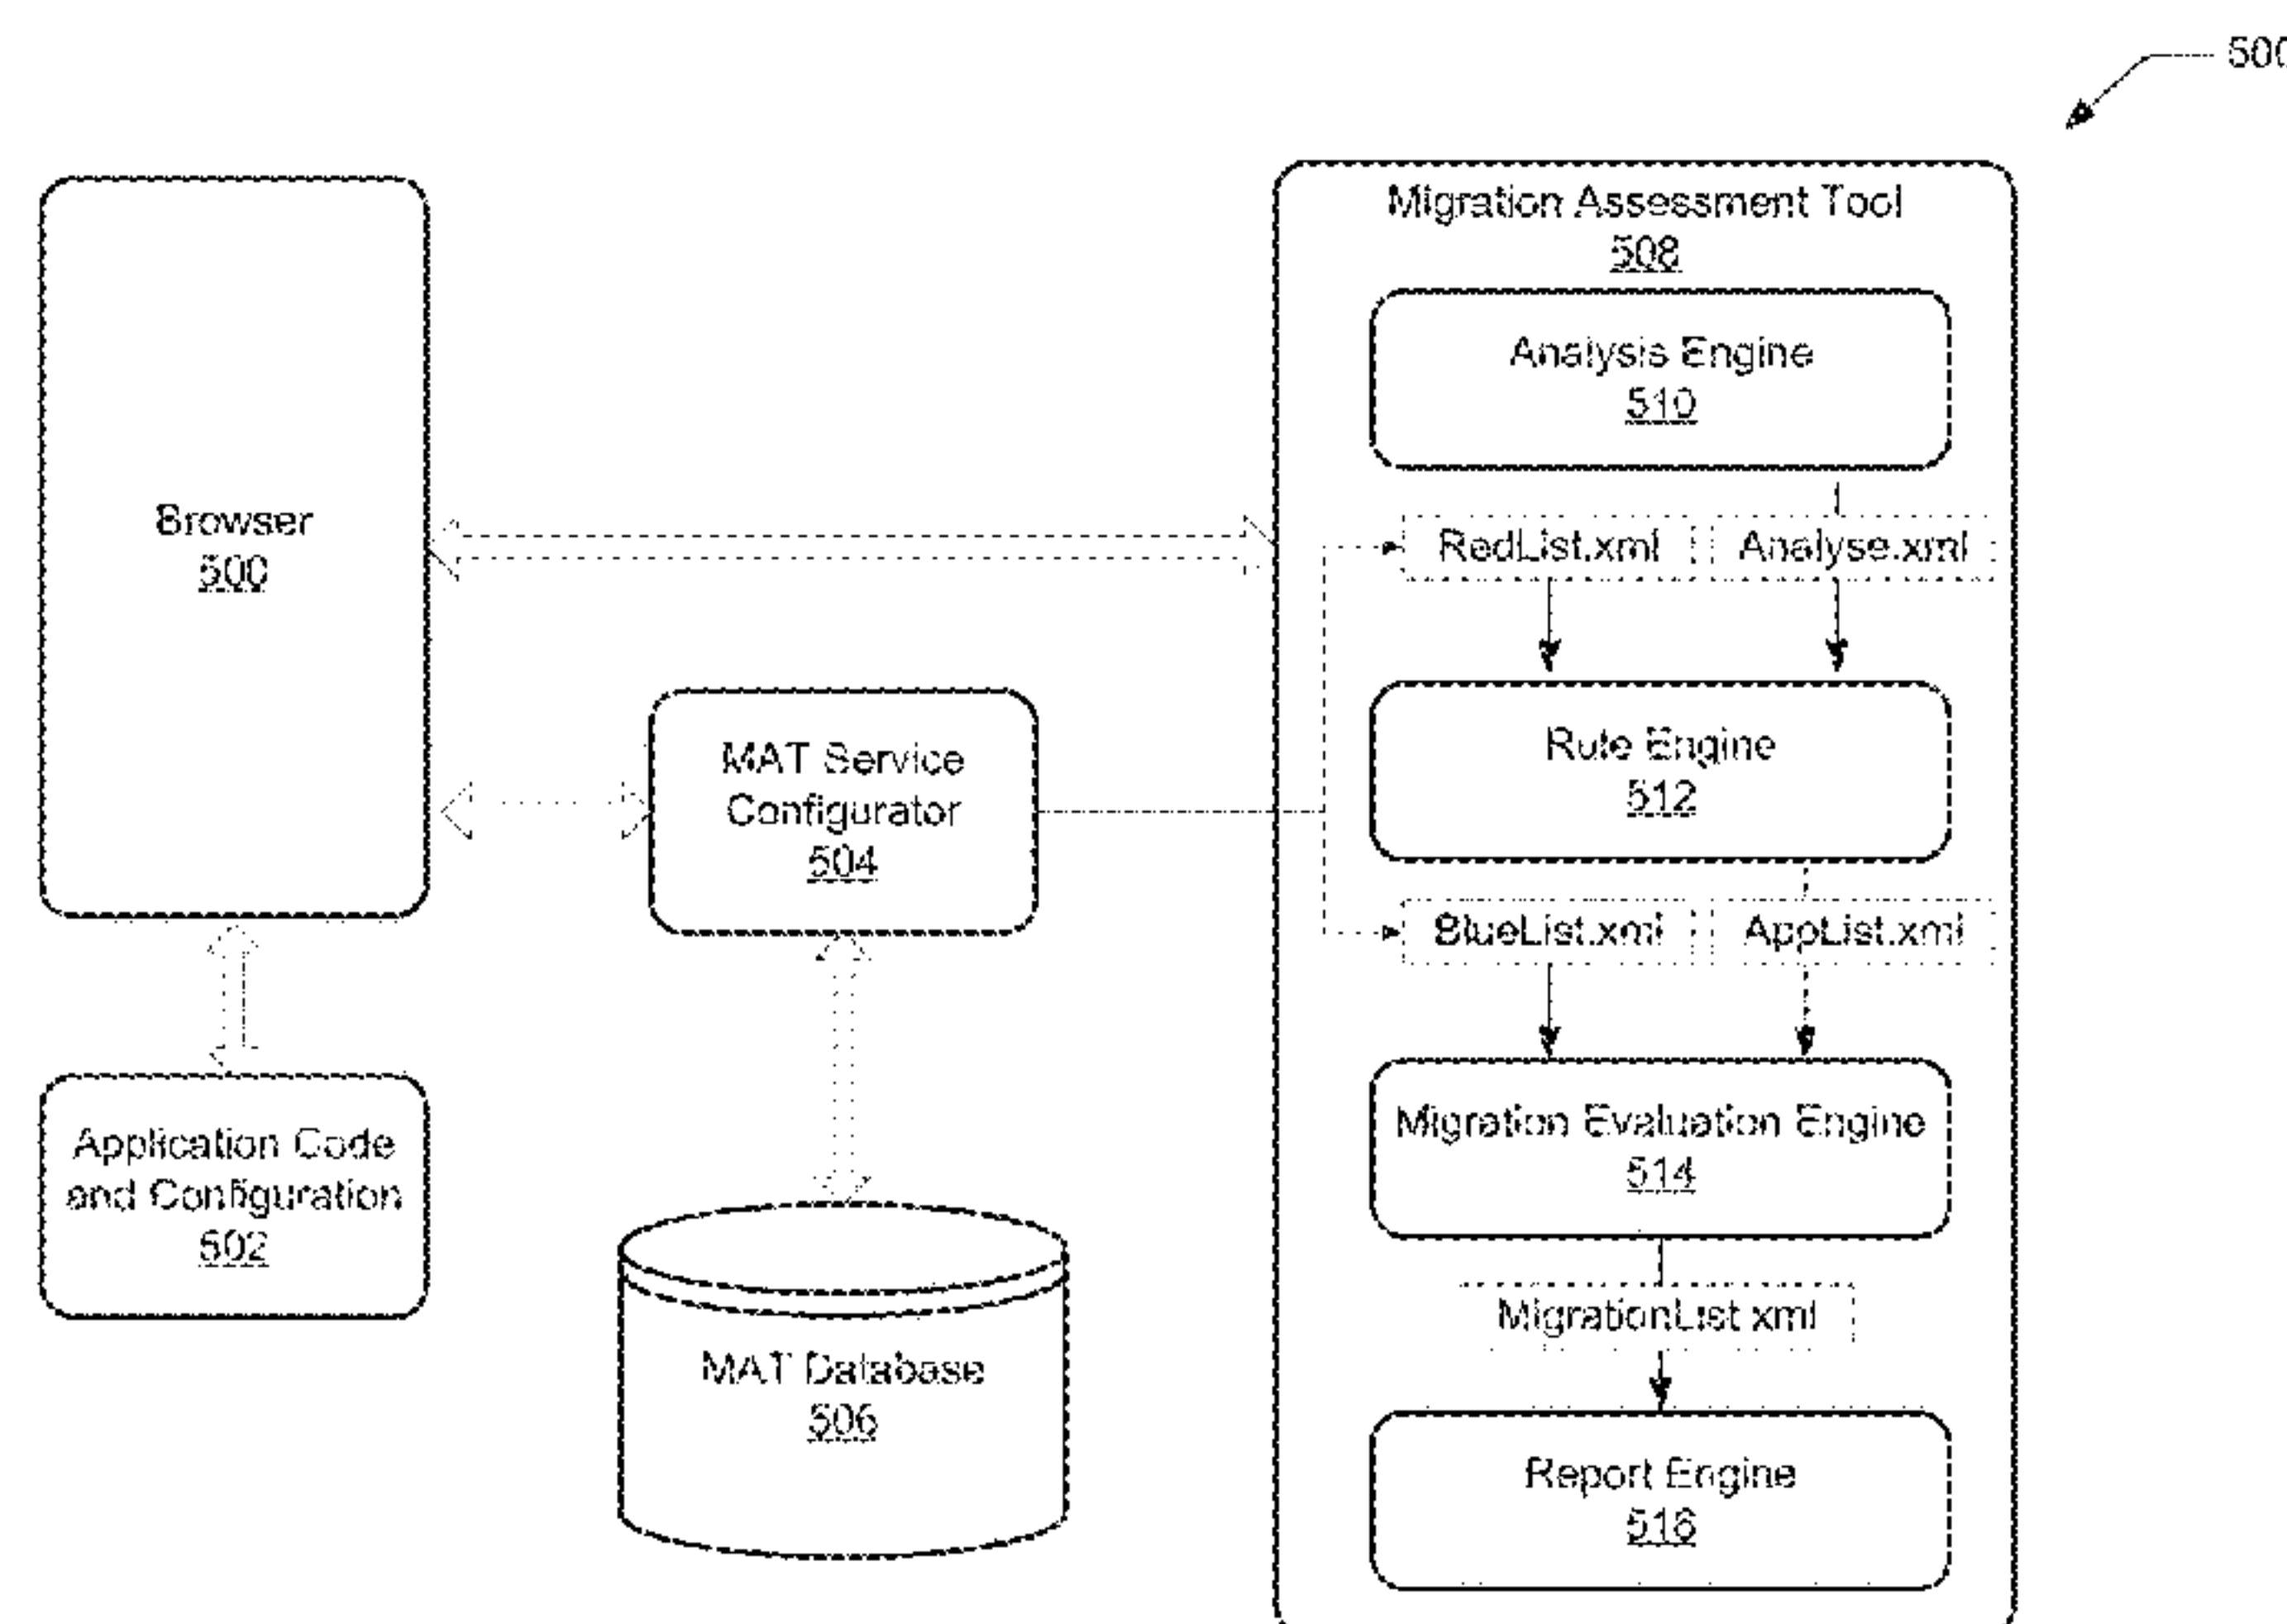 500
Migration Assessment Tool
508
Analysis Engine
510
Browser
500
RedList.xml
Analyse.xml
MAT Service
Configurator
504
Rule Engine
512
BlueList.xml
AppList.xml
Application Code
and Configuration
502
Migration Evaluation Engine
514
MigrationList.xml
MAT Database
506
Report Engine
516